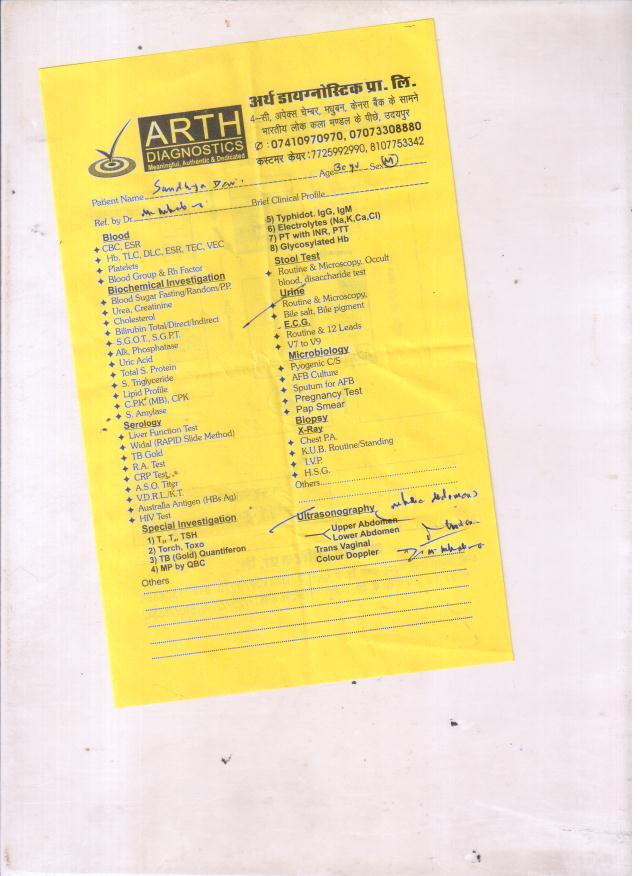 ARTH
DIAGNOSTICS
Meaningful, Authentic & Dedicated
अर्थ डायग्नोस्टिक प्रा. लि.
4–सी, अपेक्स चेम्बर, मधुबन, केनरा बैंक के सामने
भारतीय लोक कला मण्डल के पीछे, उदयपुर
✆ : 07410970970, 07073308880
कस्टमर केयर : 7725992990, 8107753342
Patient Name Sandhya Devi Age 30 yr Sex M
Ref. by Dr. Brief Clinical Profile
Blood
CBC, ESR
Hb, TLC, DLC, ESR, TEC, VEC
Platelets
Blood Group & Rh Factor
Biochemical Investigation
Blood Sugar Fasting/Random/P.P.
Urea, Creatinine
Cholesterol
Bilirubin Total/Direct/Indirect
S.G.O.T., S.G.P.T.
Alk. Phosphatase
Uric Acid
Total S. Protein
S. Triglyceride
Lipid Profile
C.P.K. (MB), CPK
S. Amylase
Serology
Liver Function Test
Widal (RAPID Slide Method)
TB Gold
R.A. Test
CRP Test
A.S.O. Titer
V.D.R.L./K.T.
Australia Antigen (HBs Ag)
HIV Test
Special Investigation
1) T₃, T₄, TSH
2) Torch, Toxo
3) TB (Gold) Quantiferon
4) MP by QBC
5) Typhidot. IgG, IgM
6) Electrolytes (Na,K,Ca,Cl)
7) PT with INR, PTT
8) Glycosylated Hb
Stool Test
Routine & Microscopy, Occult
blood, disaccharide test
Urine
Routine & Microscopy,
Bile salt, Bile pigment
E.C.G.
Routine & 12 Leads
V7 to V9
Microbiology
Pyogenic C/S
AFB Culture
Sputum for AFB
Pregnancy Test
Pap Smear
Biopsy
X-Ray
Chest P.A.
K.U.B. Routine/Standing
I.V.P.
H.S.G.
Others
Ultrasonography whole abdomen
Upper Abdomen
Lower Abdomen
Trans Vaginal
Colour Doppler
Others